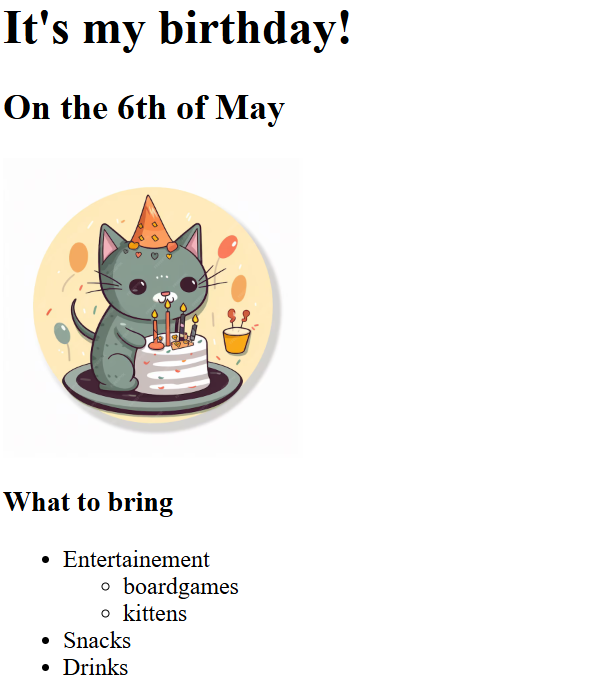 It's my birthday!
On the 6th of May
What to bring
Entertainement
boardgames
kittens
Snacks
Drinks